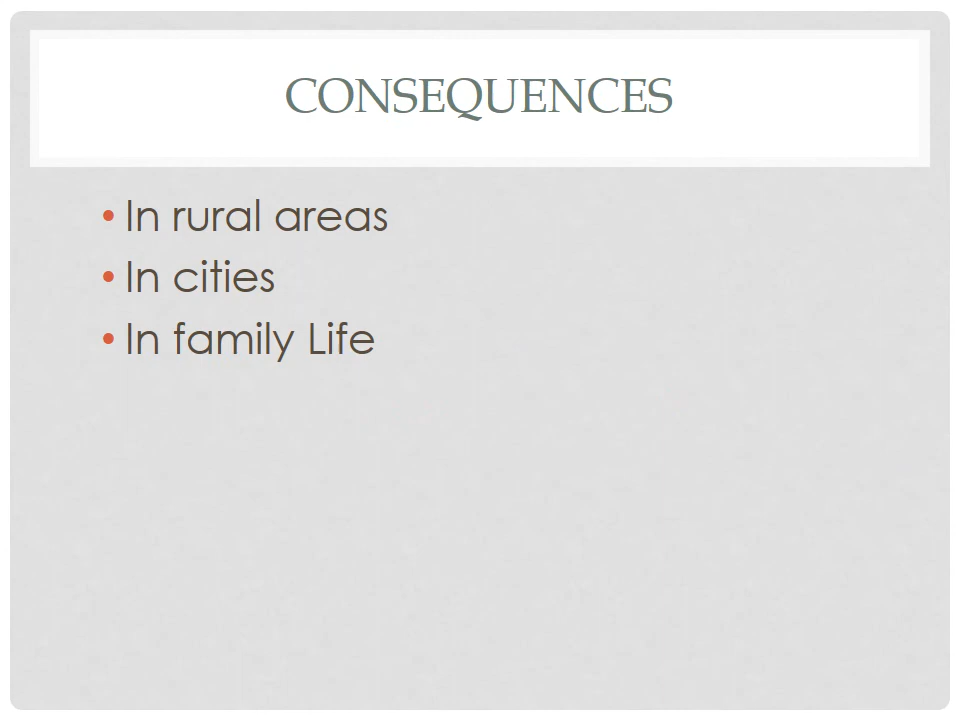 CONSEQUENCES
• In rural areas
• In cities
• In family Life